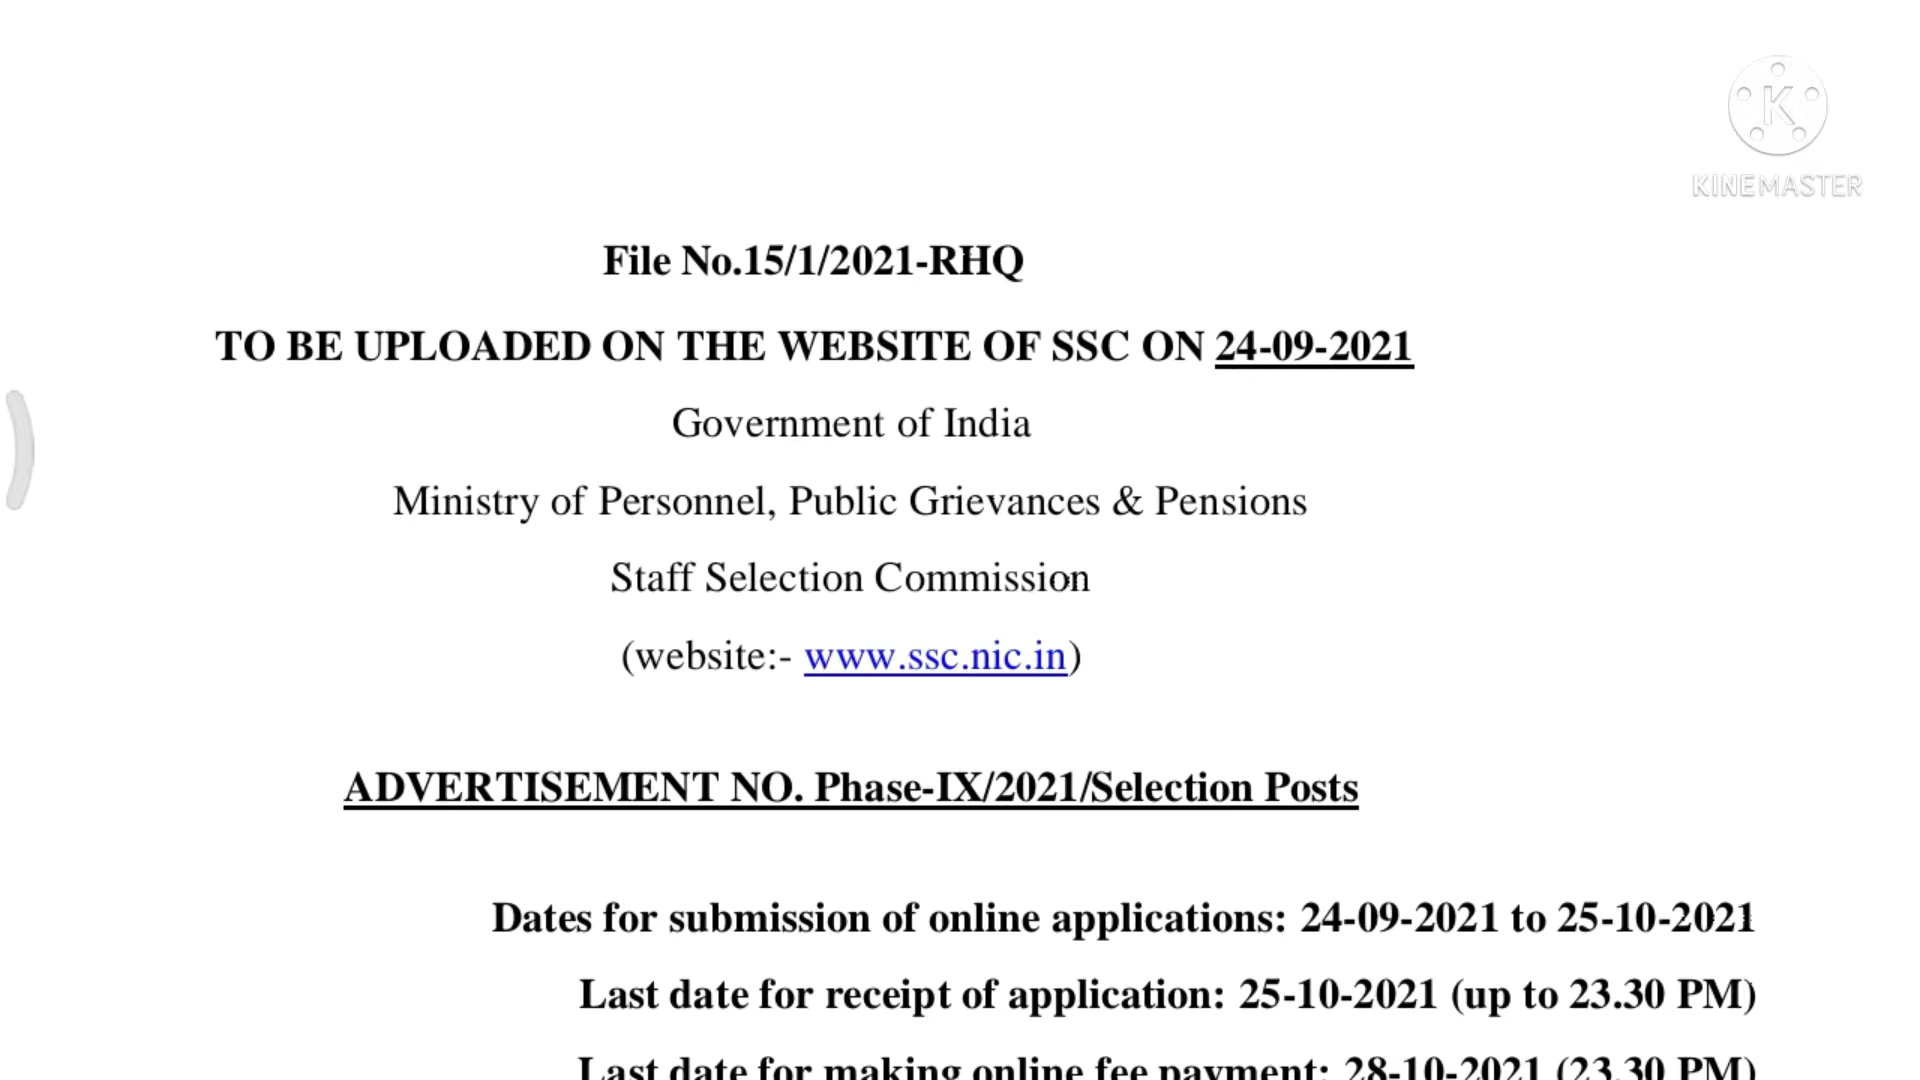 K
KINEMASTER
File No.15/1/2021-RHQ
TO BE UPLOADED ON THE WEBSITE OF SSC ON 24-09-2021
Government of India
Ministry of Personnel, Public Grievances & Pensions
Staff Selection Commission
(website:- www.ssc.nic.in)
ADVERTISEMENT NO. Phase-IX/2021/Selection Posts
Dates for submission of online applications: 24-09-2021 to 25-10-2021
Last date for receipt of application: 25-10-2021 (up to 23.30 PM)
Last date for making online fee payment: 28-10-2021 (23.30 PM)